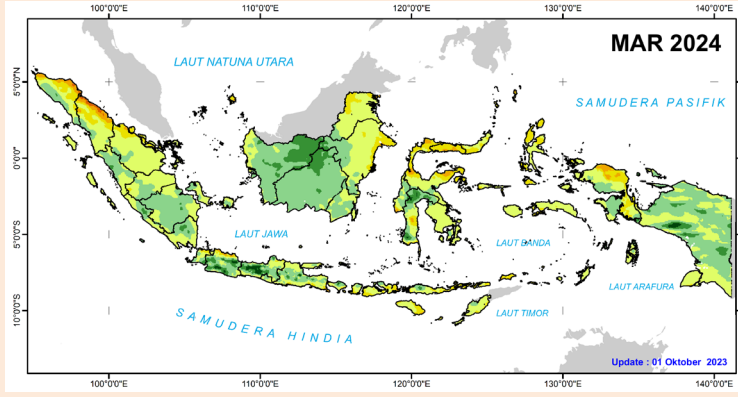 100°0'0"E 110°0'0"E 120°0'0"E 130°0'0"E 140°0'0"E
MAR 2024
LAUT NATUNA UTARA
5°0'0"N
SAMUDERA PASIFIK
0°0'0"
5°0'0"S
LAUT JAWA
LAUT BANDA
LAUT ARAFURA
10°0'0"S
SAMUDERA HINDIA
LAUT TIMOR
Update : 01 Oktober 2023
100°0'0"E 110°0'0"E 120°0'0"E 130°0'0"E 140°0'0"E